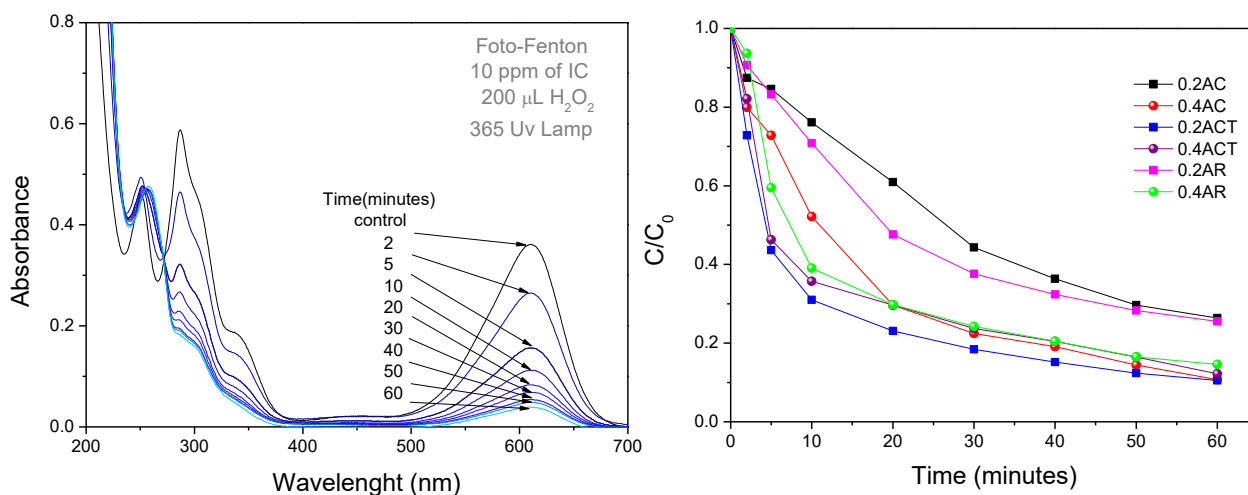 0.8
0.6
0.4
0.2
0.0
Absorbance
200
300
400
500
600
700
Wavelenght (nm)
Foto-Fenton
10 ppm of IC
200 μL H₂O₂
365 Uv Lamp
Time(minutes)
control
2
5
10
20
30
40
50
60
1.0
0.8
0.6
0.4
0.2
0.0
C/C₀
0
10
20
30
40
50
60
Time (minutes)
0.2AC
0.4AC
0.2ACT
0.4ACT
0.2AR
0.4AR